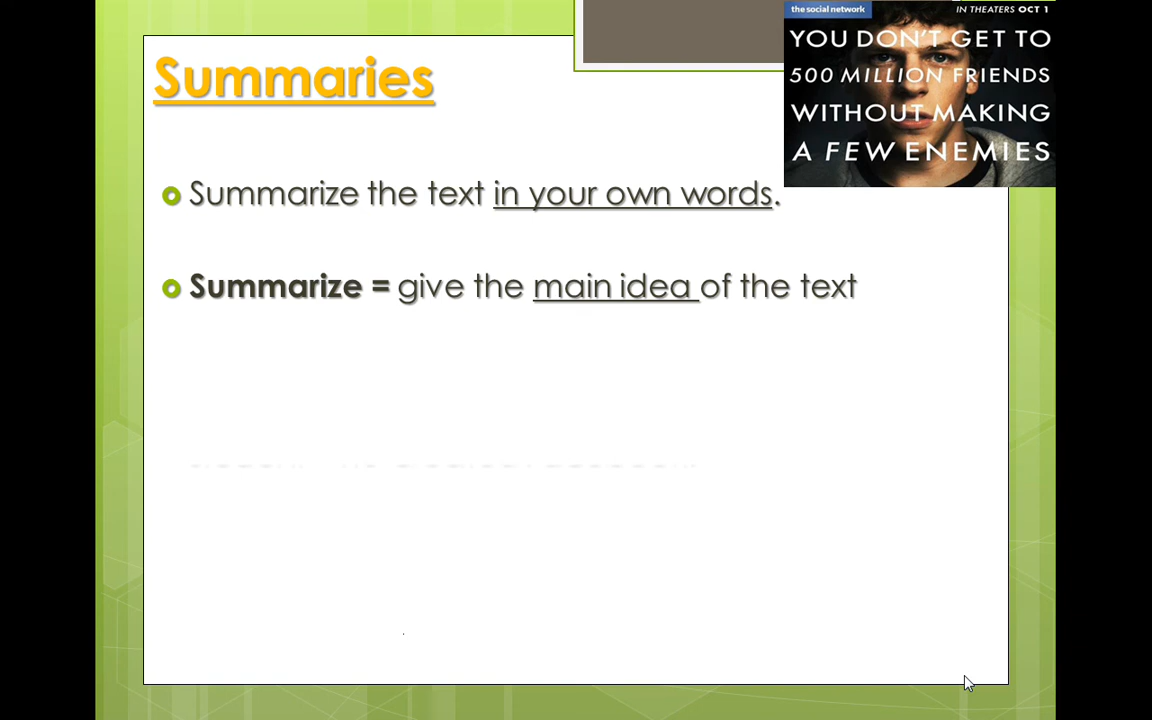 Summaries
the social network
IN THEATERS OCT 1
YOU DON'T GET TO
500 MILLION FRIENDS
WITHOUT MAKING
A FEW ENEMIES
Summarize the text in your own words.
Summarize = give the main idea of the text